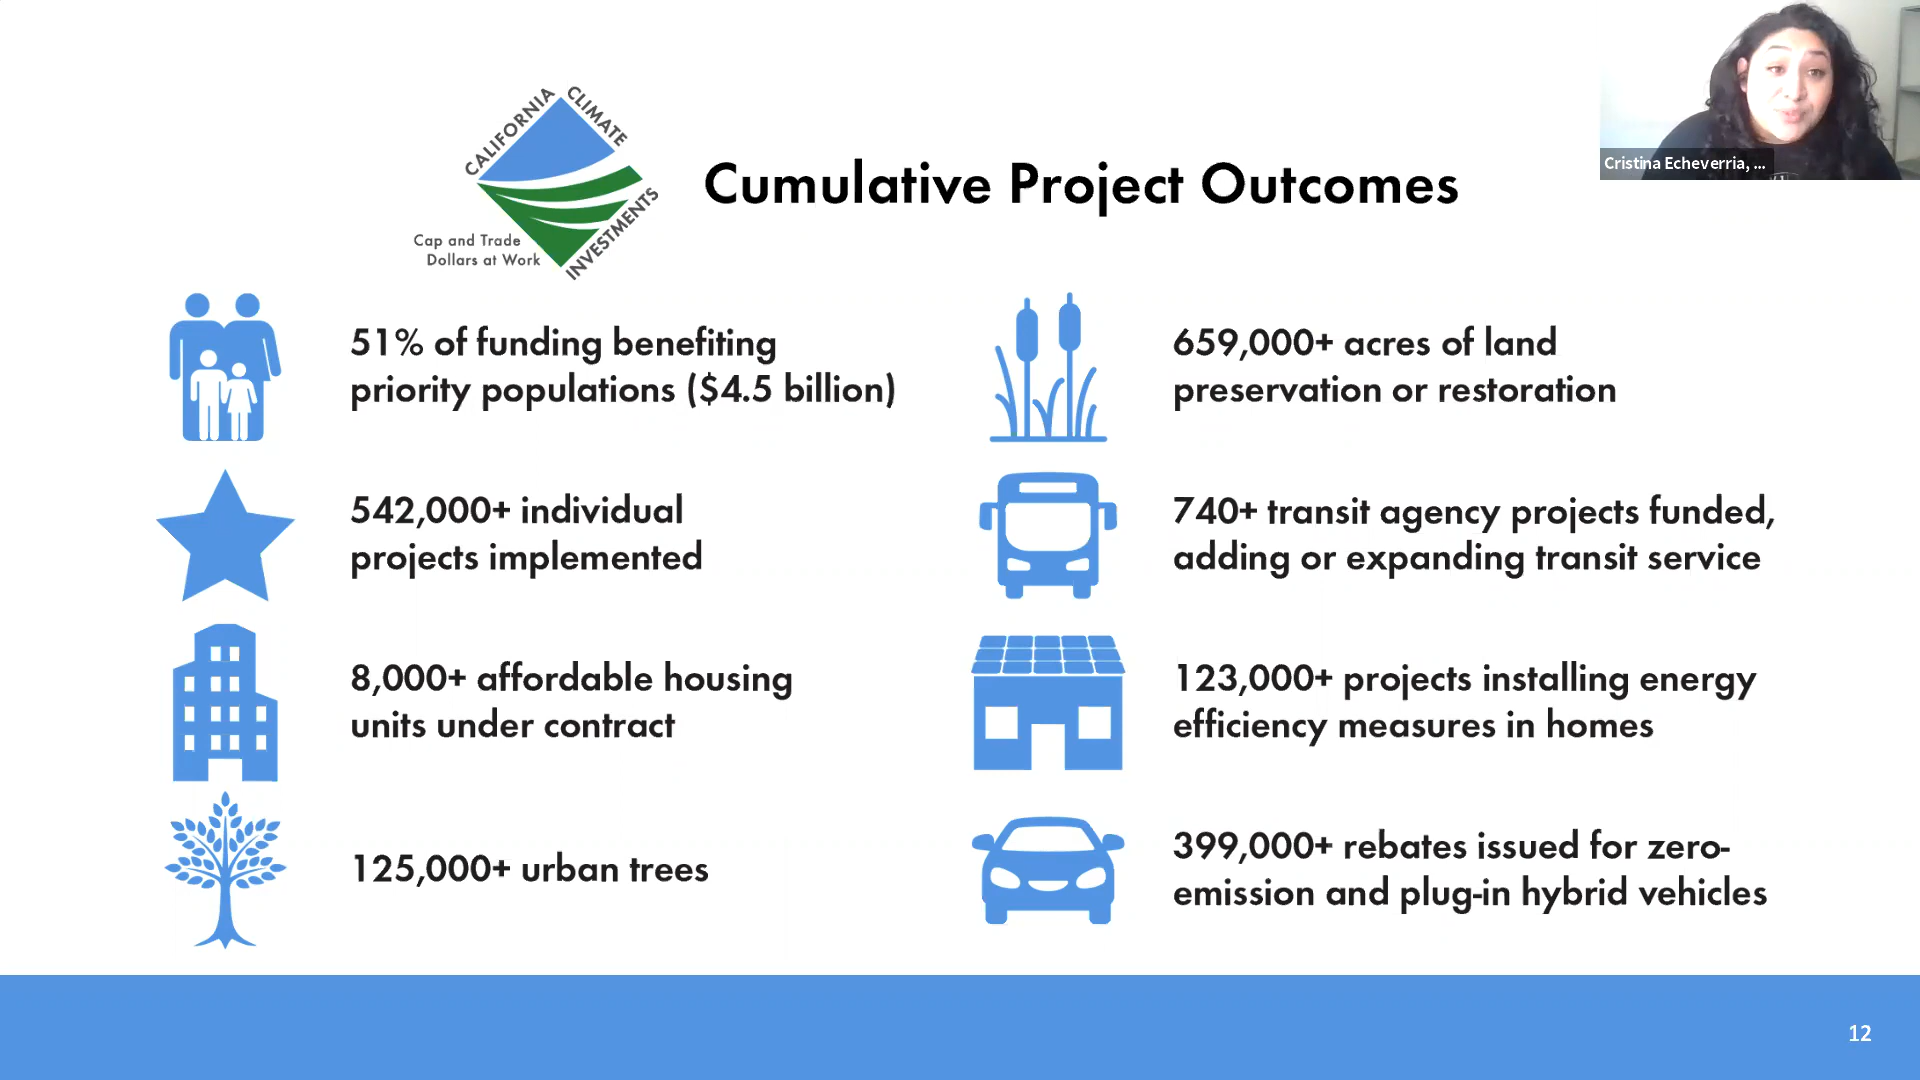 CALIFORNIA
CLIMATE
INVESTMENTS
Cap and Trade
Dollars at Work
Cumulative Project Outcomes
Cristina Echeverria, ...
51% of funding benefiting
priority populations ($4.5 billion)
542,000+ individual
projects implemented
8,000+ affordable housing
units under contract
125,000+ urban trees
659,000+ acres of land
preservation or restoration
740+ transit agency projects funded,
adding or expanding transit service
123,000+ projects installing energy
efficiency measures in homes
399,000+ rebates issued for zero-
emission and plug-in hybrid vehicles
12